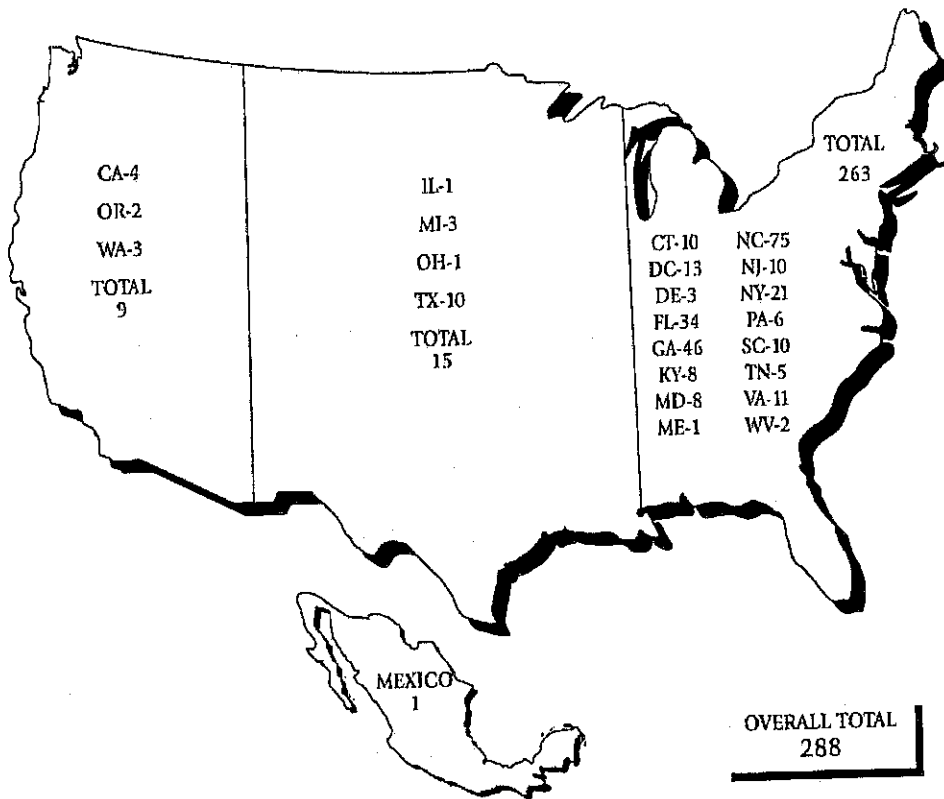 CA-4
OR-2
WA-3
TOTAL
9
IL-1
MI-3
OH-1
TX-10
TOTAL
15
TOTAL
263
CT-10 NC-75
DC-13 NJ-10
DE-3 NY-21
FL-34 PA-6
GA-46 SC-10
KY-8 TN-5
MD-8 VA-11
ME-1 WV-2
MEXICO
1
OVERALL TOTAL
288